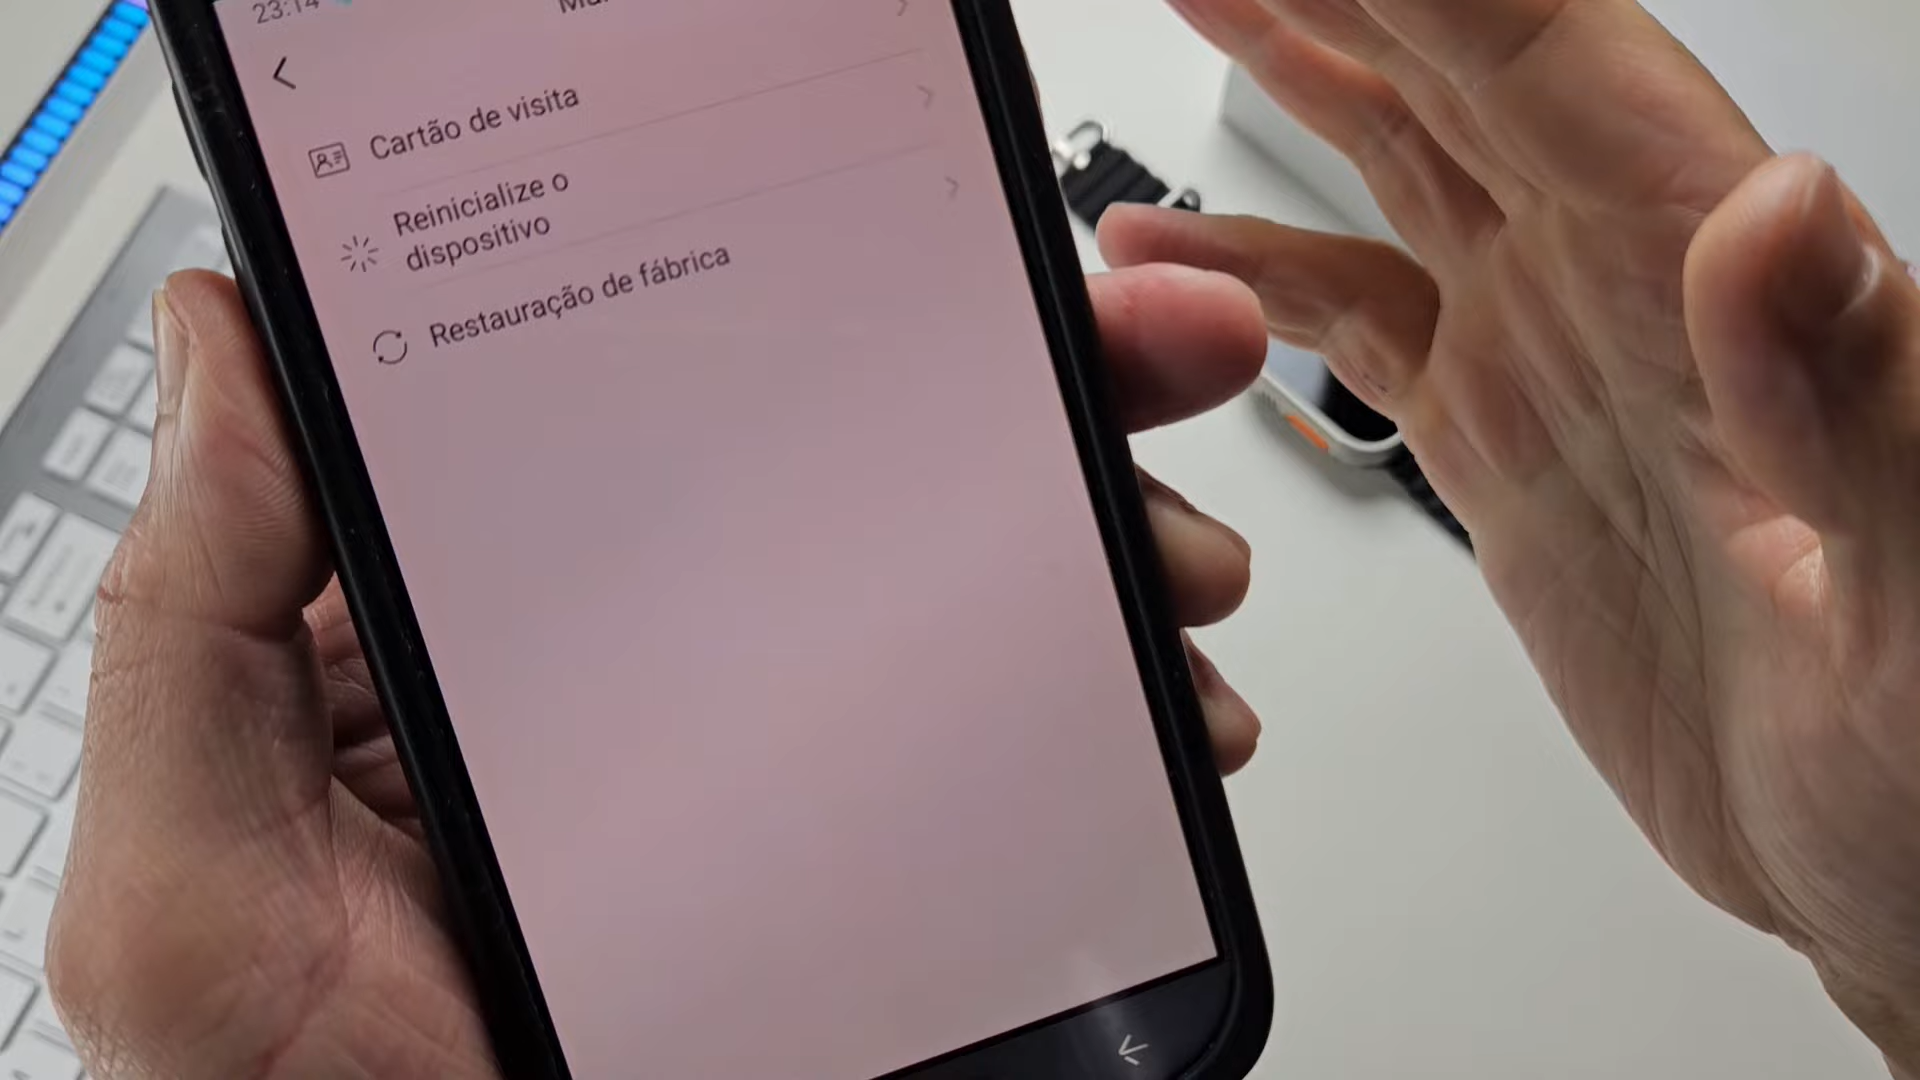 23:14
Cartão de visita
Reinicialize o
dispositivo
Restauração de fábrica